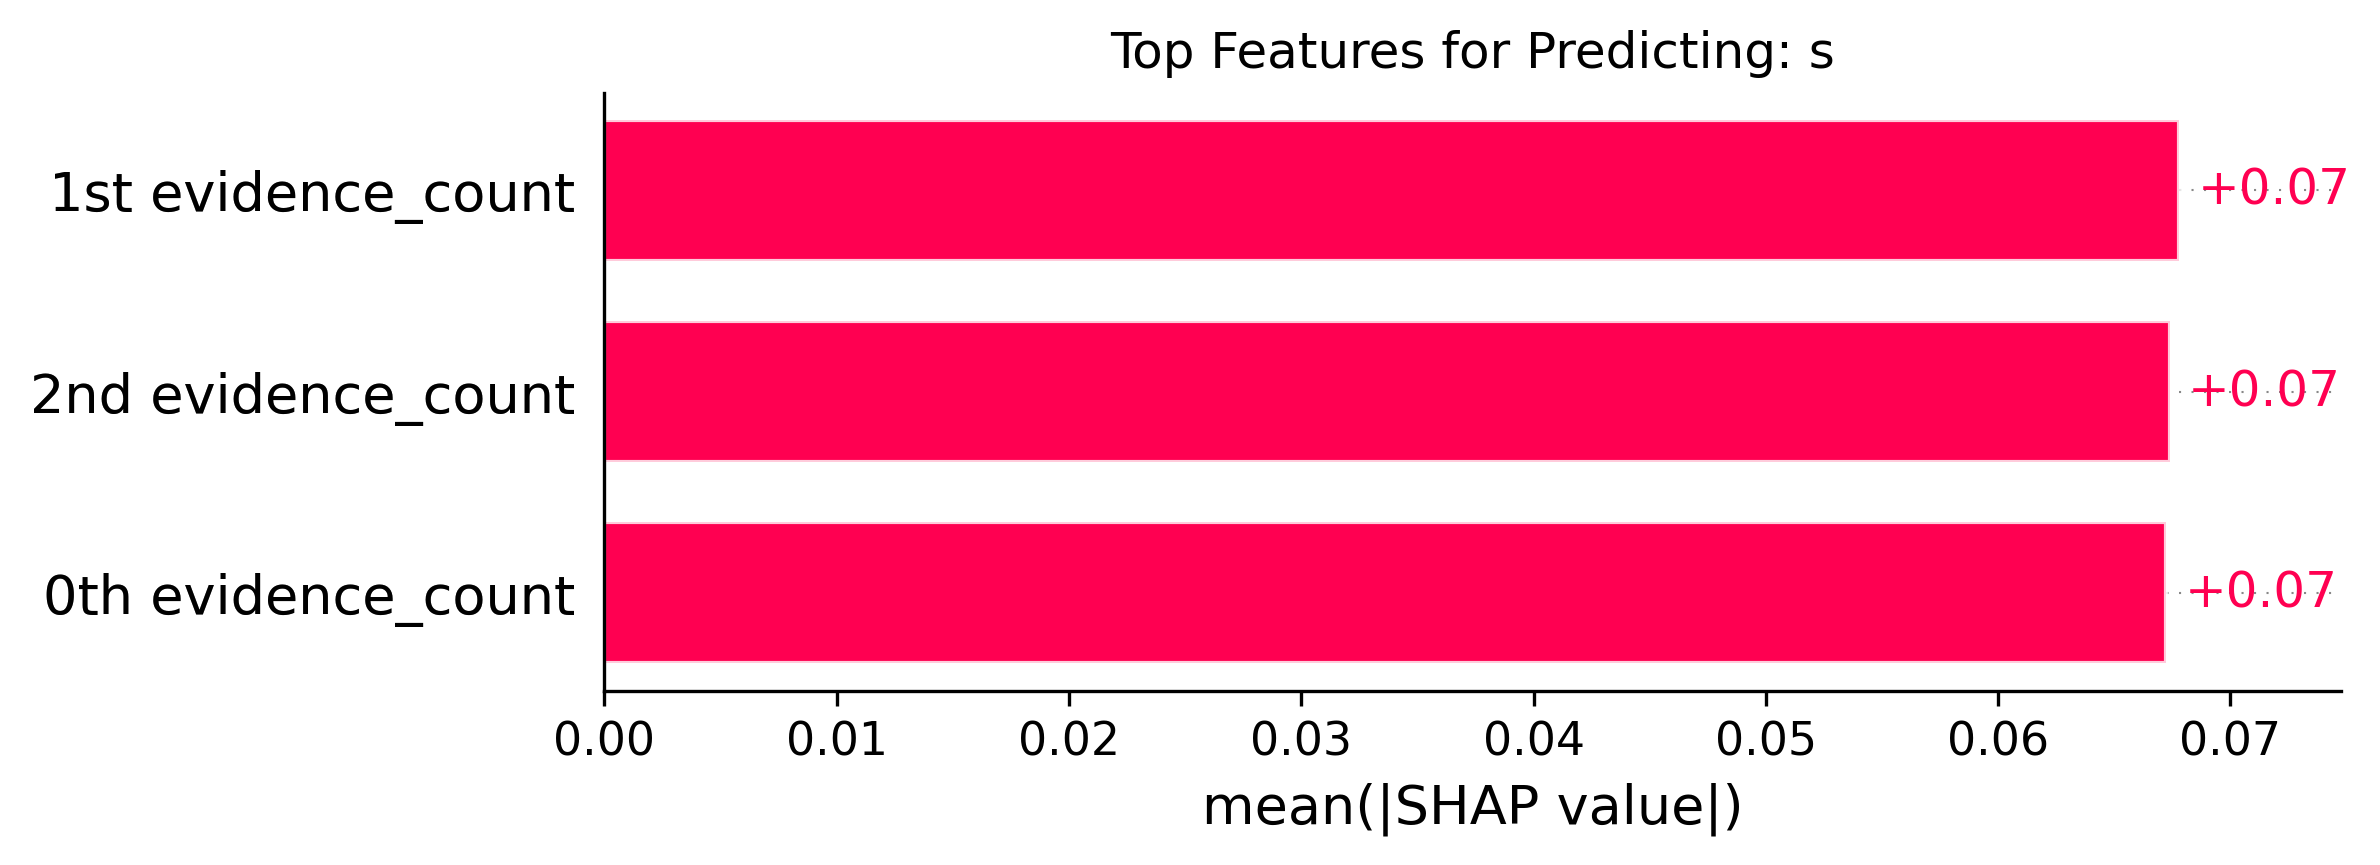 Top Features for Predicting: s
1st evidence_count
+0.07
2nd evidence_count
+0.07
0th evidence_count
+0.07
0.00 0.01 0.02 0.03 0.04 0.05 0.06 0.07
mean(|SHAP value|)